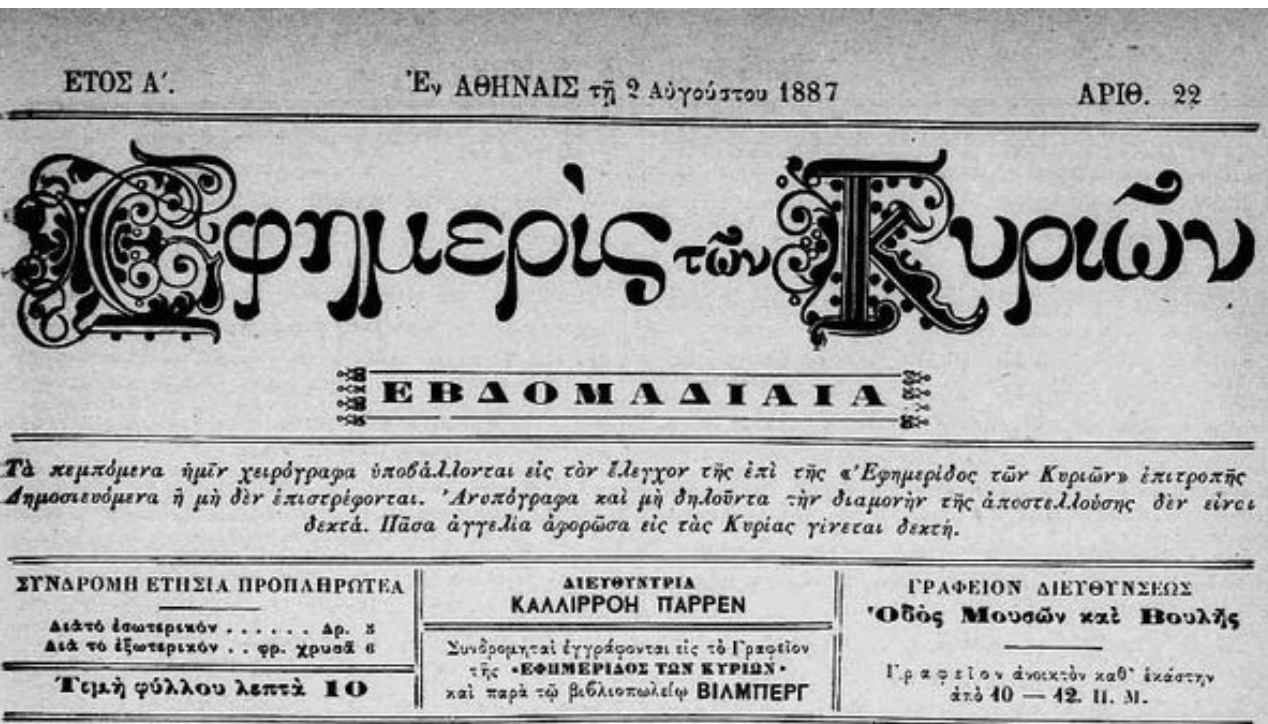 ΕΤΟΣ Α΄.
Ἐν ΑΘΗΝΑΙΣ τῇ 2 Αὐγούστου 1887
ΑΡΙΘ. 22
Ἐφημερὶς τῶν Κυριῶν
ΕΒΔΟΜΑΔΙΑΙΑ
Τὰ πεμπόμενα ἡμῖν χειρόγραφα ὑποβάλλονται εἰς τὸν ἔλεγχον τῆς ἐπὶ τῆς «Ἐφημερίδος τῶν Κυριῶν» ἐπιτροπῆς
Δημοσιευόμενα ἢ μὴ δὲν ἐπιστρέφονται. Ἀνυπόγραφα καὶ μὴ δηλοῦντα τὴν διαμονὴν τῆς ἀποστελλούσης δὲν εἶναι
δεκτά. Πᾶσα ἀγγελία ἀφορῶσα εἰς τὰς Κυρίας γίνεται δεκτή.
ΣΥΝΔΡΟΜΗ ΕΤΗΣΙΑ ΠΡΟΠΛΗΡΩΤΕΑ
Διὰ τὸ ἐσωτερικόν . . . . . . Δρ. 5
Διὰ τὸ ἐξωτερικόν . . φρ. χρυσᾶ 6
Τιμὴ φύλλου λεπτὰ 10
ΔΙΕΥΘΥΝΤΡΙΑ
ΚΑΛΛΙΡΡΟΗ ΠΑΡΡΕΝ
Συνδρομηταὶ ἐγγράφονται εἰς τὸ Γραφεῖον
τῆς «ΕΦΗΜΕΡΙΔΟΣ ΤΩΝ ΚΥΡΙΩΝ»
καὶ παρὰ τῷ βιβλιοπωλείῳ ΒΙΛΜΠΕΡΓ
ΓΡΑΦΕΙΟΝ ΔΙΕΥΘΥΝΣΕΩΣ
Ὁδὸς Μουσῶν καὶ Βουλῆς
Γραφεῖον ἀνοικτὸν καθ᾽ ἑκάστην
ἀπὸ 10 — 12. Π. Μ.